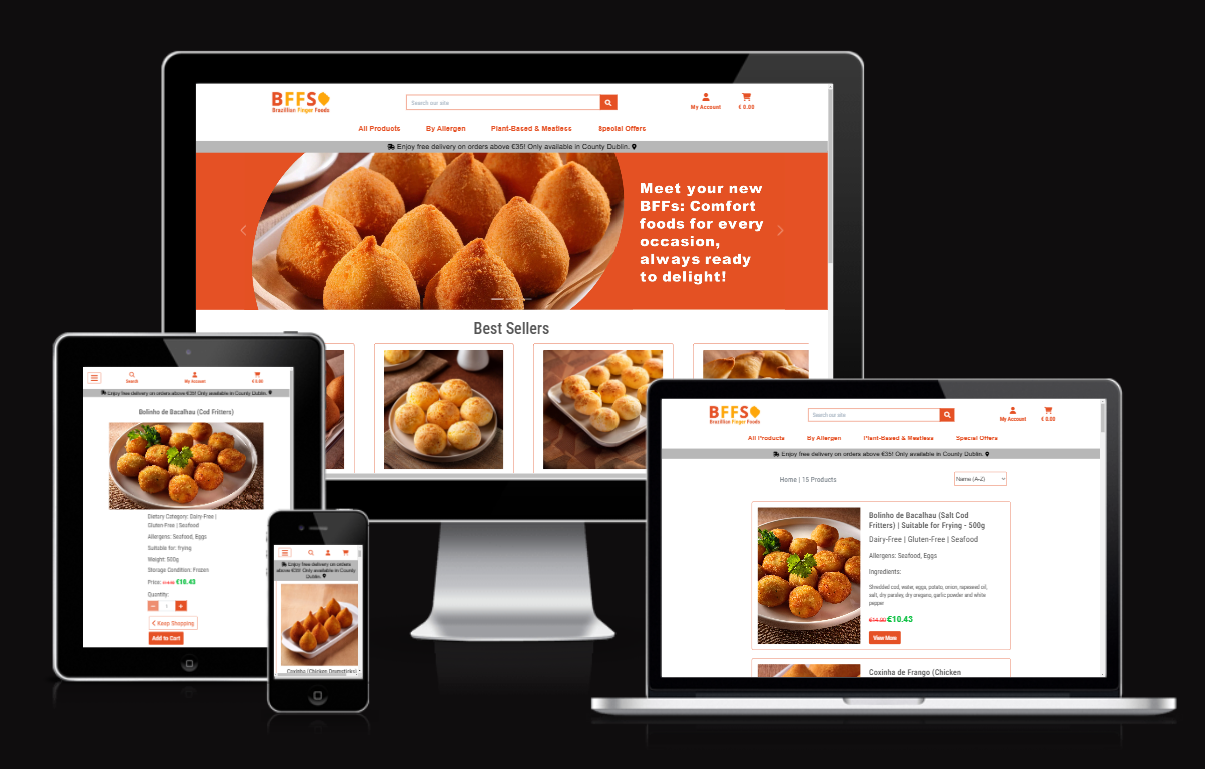 BFFS
Brazilian Finger Foods
Search our site
My Account
€ 0.00
All Products
By Allergen
Plant-Based & Meatless
Special Offers
Enjoy free delivery on orders above €35! Only available in County Dublin.
Meet your new
BFFs: Comfort
foods for every
occasion,
always ready
to delight!
Best Sellers
Search
My Account
€ 0.00
Enjoy free delivery on orders above €35! Only available in County Dublin.
Bolinho de Bacalhau (Cod Fritters)
Dietary Category: Dairy-Free |
Gluten-Free | Seafood
Allergens: Seafood, Eggs
Suitable for: frying
Weight: 500g
Storage Condition: Frozen
Price: €14.90 €10.43
Quantity:
1
Keep Shopping
Add to Cart
Enjoy free delivery on orders
above €35! Only available in County
Dublin.
Coxinha (Chicken Drumsticks)
BFFS
Brazilian Finger Foods
Search our site
My Account
€ 0.00
All Products
By Allergen
Plant-Based & Meatless
Special Offers
Enjoy free delivery on orders above €35! Only available in County Dublin.
Home | 15 Products
Name (A-Z)
Bolinho de Bacalhau (Salt Cod
Fritters) | Suitable for Frying - 500g
Dairy-Free | Gluten-Free | Seafood
Allergens: Seafood, Eggs
Ingredients:
Shredded cod, water, eggs, potato, onion, rapeseed oil,
salt, dry parsley, dry oregano, garlic powder and white
pepper
€14.90 €10.43
View More
Coxinha de Frango (Chicken